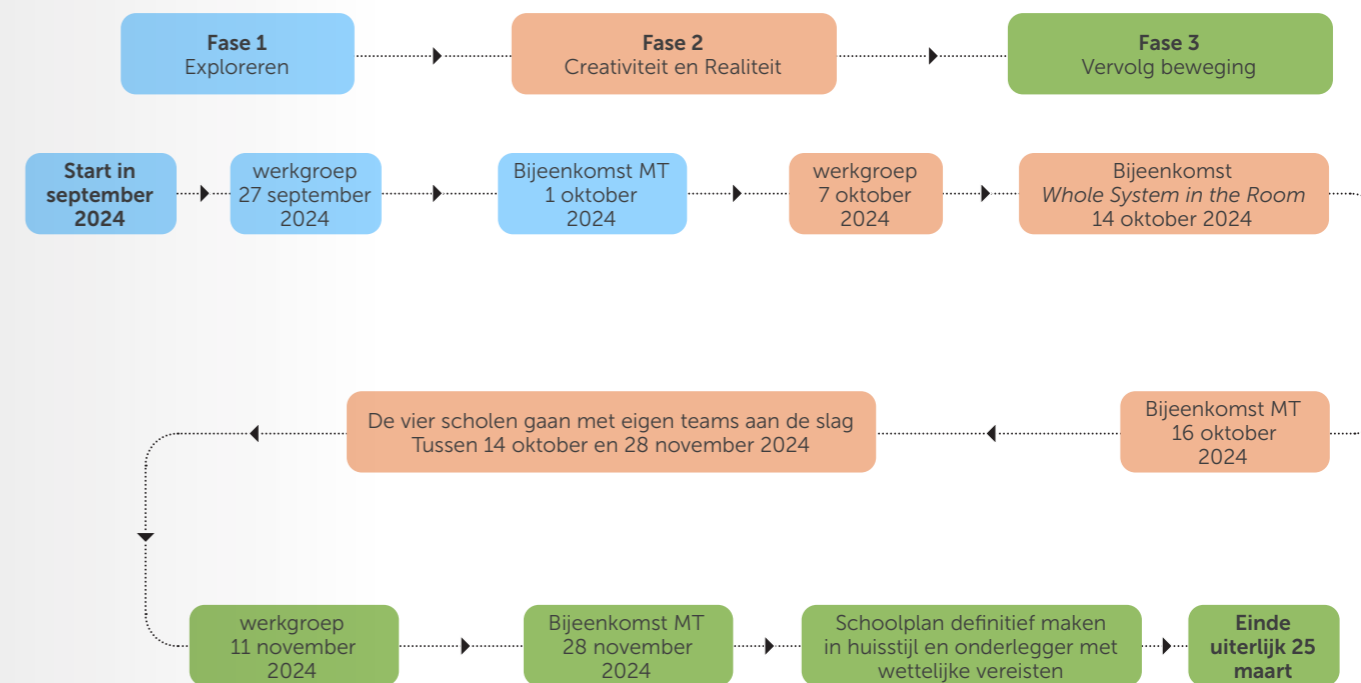 Fase 1
Exploreren
Fase 2
Creativiteit en Realiteit
Fase 3
Vervolg beweging
Start in
september
2024
werkgroep
27 september
2024
Bijeenkomst MT
1 oktober
2024
werkgroep
7 oktober
2024
Bijeenkomst
Whole System in the Room
14 oktober 2024
Bijeenkomst MT
16 oktober
2024
De vier scholen gaan met eigen teams aan de slag
Tussen 14 oktober en 28 november 2024
werkgroep
11 november
2024
Bijeenkomst MT
28 november
2024
Schoolplan definitief maken
in huisstijl en onderlegger met
wettelijke vereisten
Einde
uiterlijk 25
maart